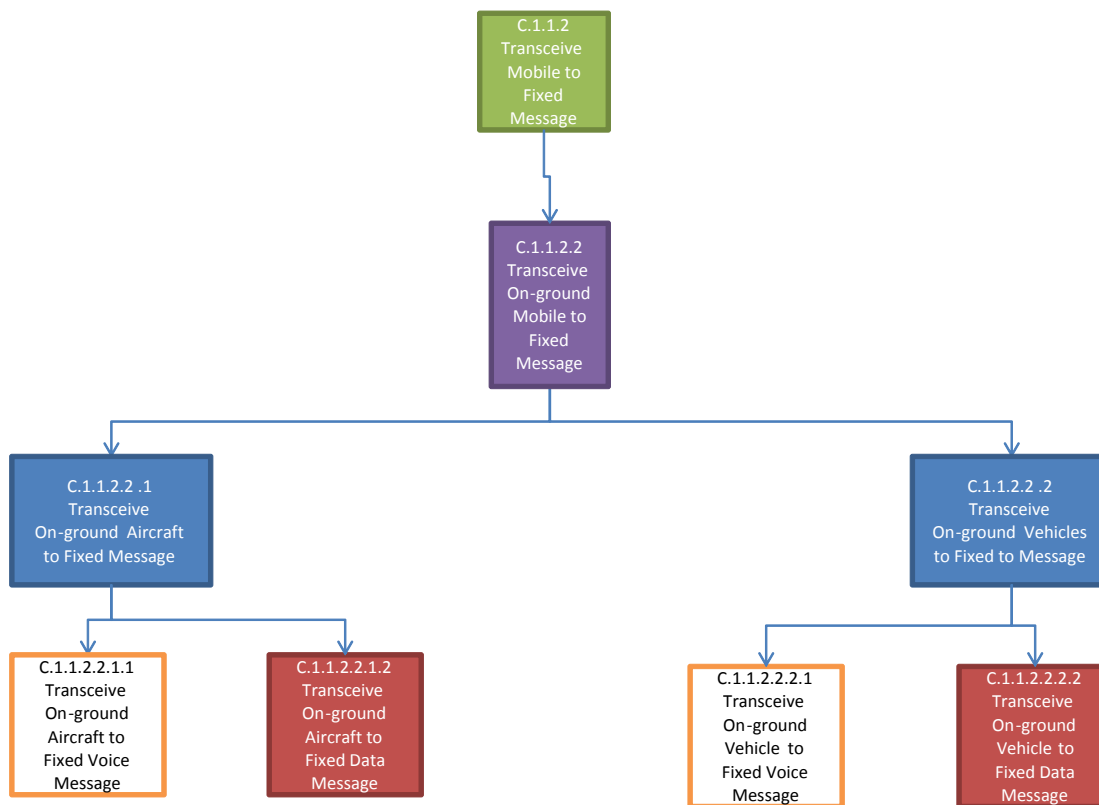 C.1.1.2
Transceive
Mobile to
Fixed
Message
C.1.1.2.2
Transceive
On-ground
Mobile to
Fixed
Message
C.1.1.2.2 .1
Transceive
On-ground Aircraft
to Fixed Message
C.1.1.2.2 .2
Transceive
On-ground Vehicles
to Fixed to Message
C.1.1.2.2.1.1
Transceive
On-ground
Aircraft to
Fixed Voice
Message
C.1.1.2.2.1.2
Transceive
On-ground
Aircraft to
Fixed Data
Message
C.1.1.2.2.2.1
Transceive
On-ground
Vehicle to
Fixed Voice
Message
C.1.1.2.2.2.2
Transceive
On-ground
Vehicle to
Fixed Data
Message